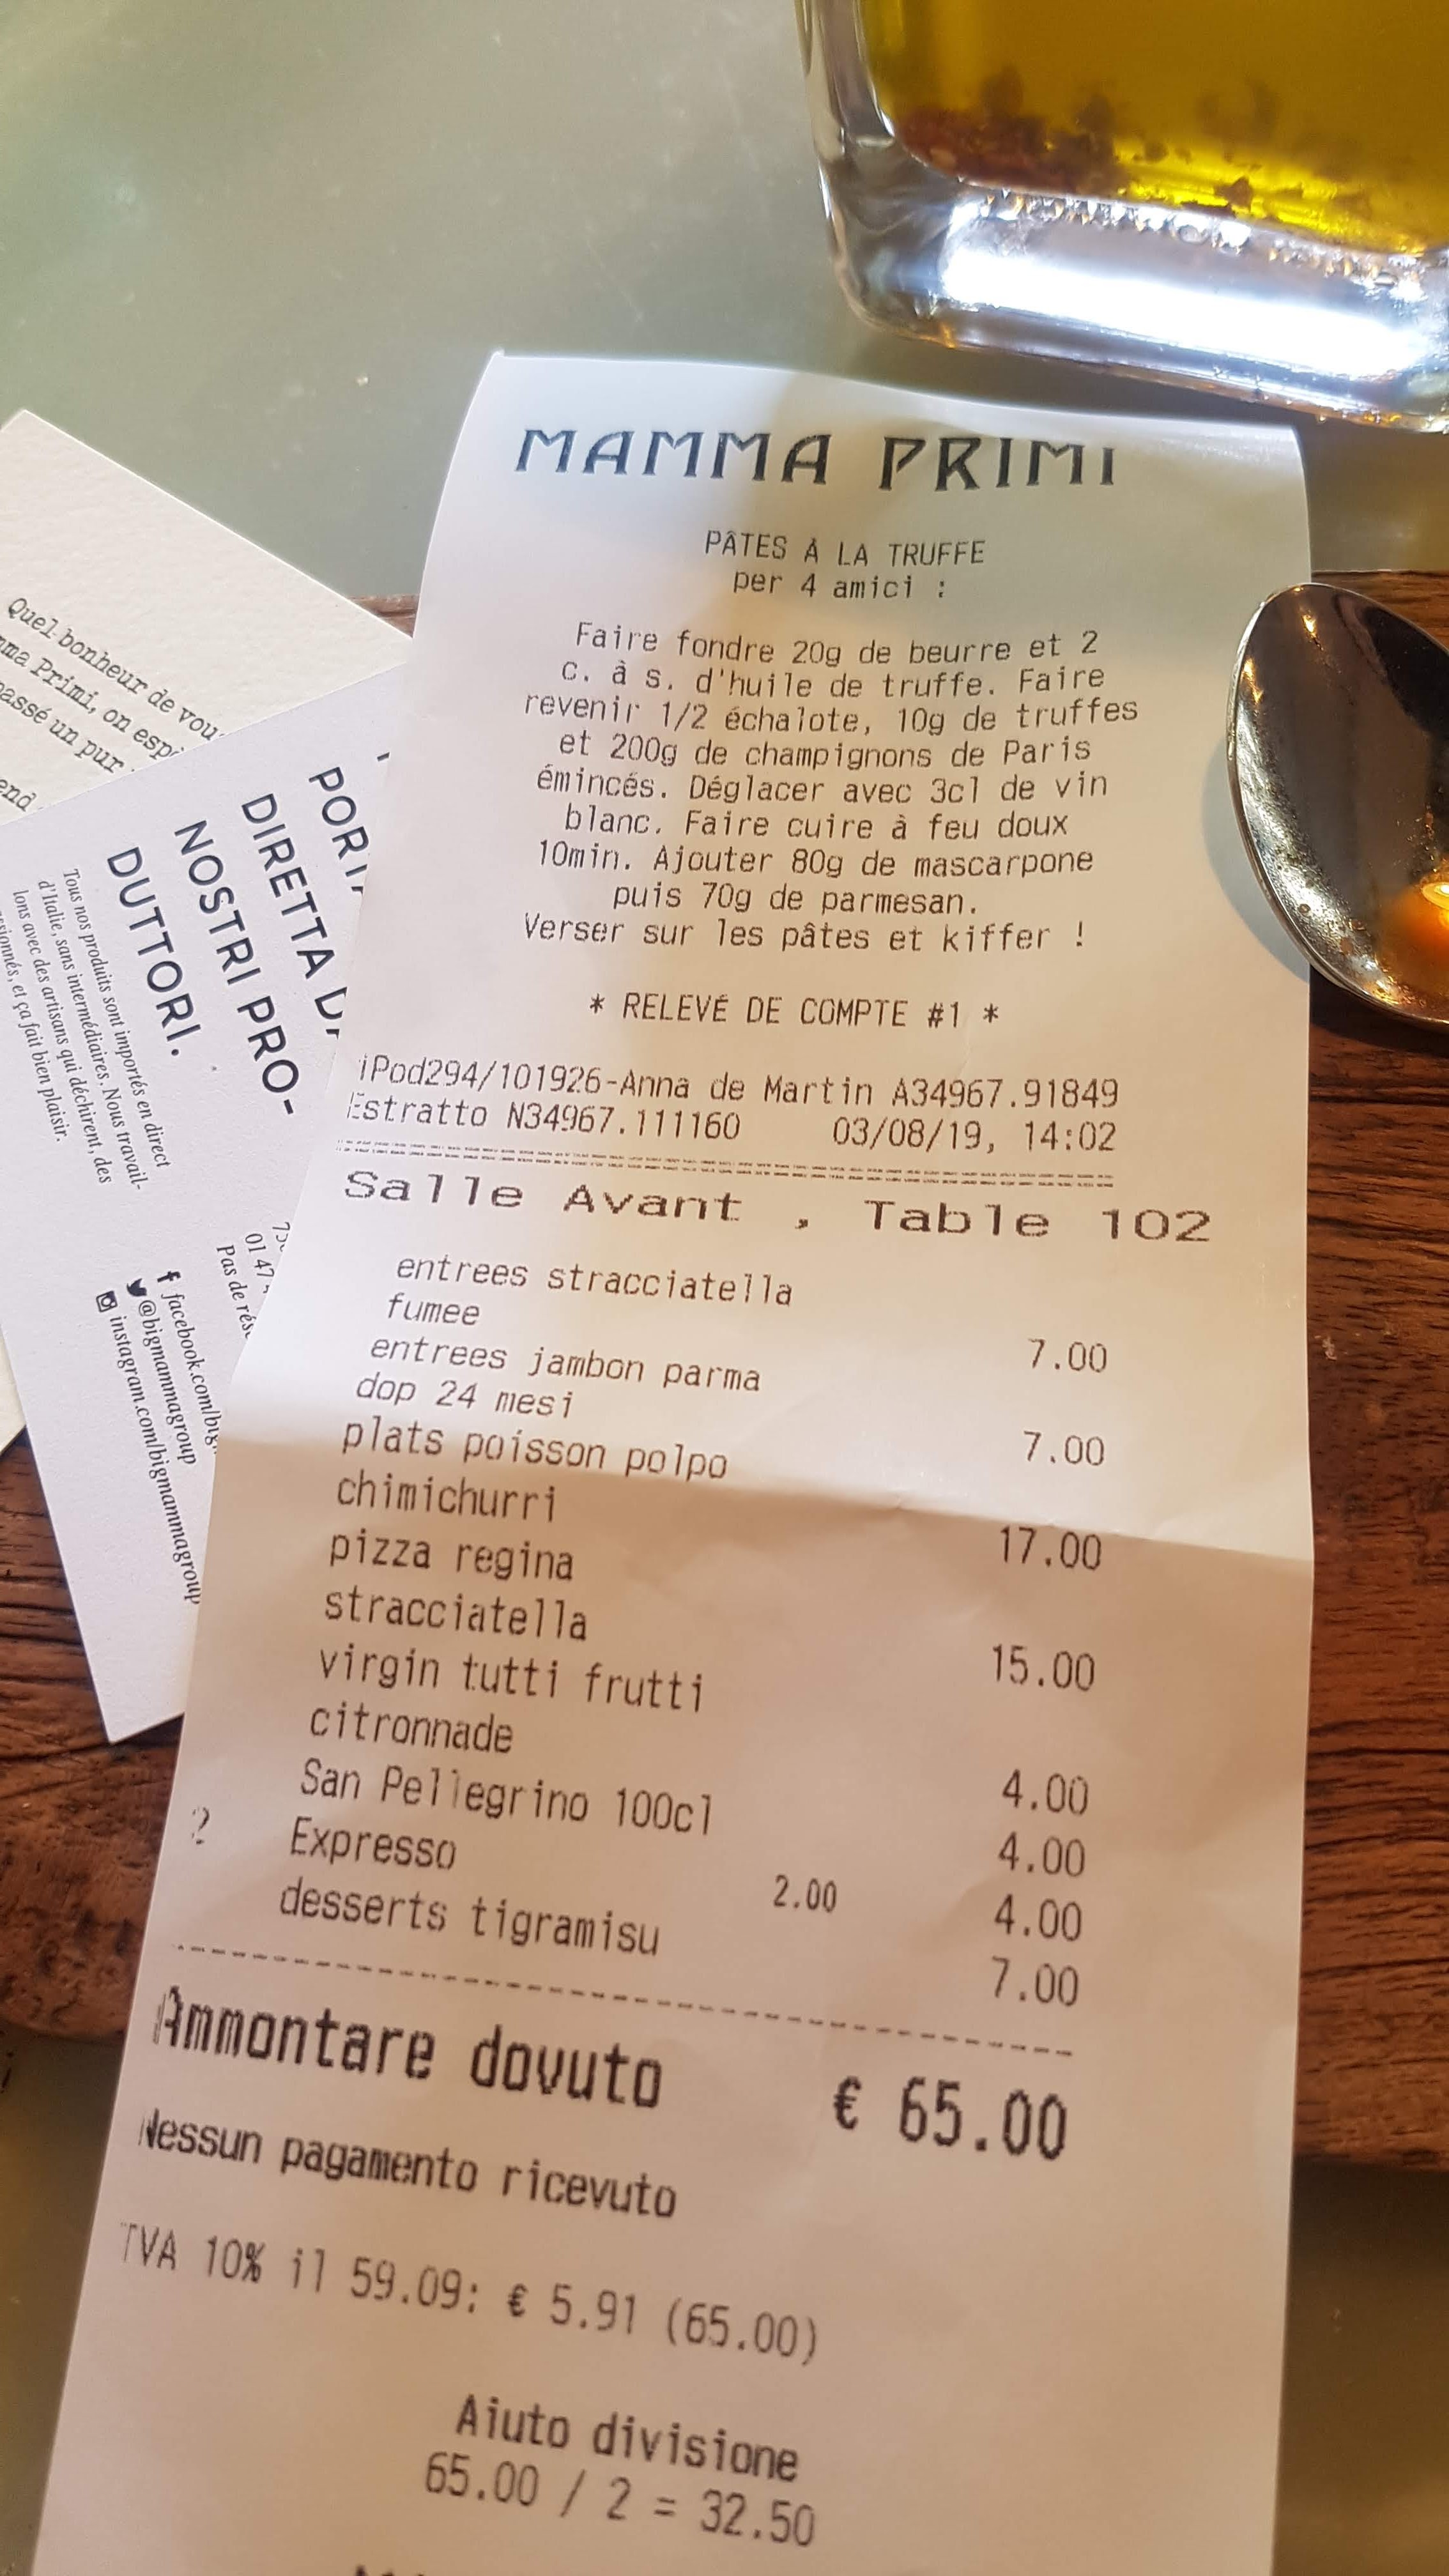 MAMMA PRIMI
PÂTES À LA TRUFFE
per 4 amici :
Faire fondre 20g de beurre et 2
c. à s. d'huile de truffe. Faire
revenir 1/2 échalote, 10g de truffes
et 200g de champignons de Paris
émincés. Déglacer avec 3cl de vin
blanc. Faire cuire à feu doux
10min. Ajouter 80g de mascarpone
puis 70g de parmesan.
Verser sur les pâtes et kiffer !
* RELEVÉ DE COMPTE #1 *
iPod294/101926-Anna de Martin A34967.91849
Estratto N34967.111160 03/08/19, 14:02
Salle Avant , Table 102
entrees stracciatella
fumee 7.00
entrees jambon parma
dop 24 mesi 7.00
plats poisson polpo
chimichurri 17.00
pizza regina
stracciatella 15.00
virgin tutti frutti
citronnade 4.00
San Pellegrino 100cl 4.00
2 Expresso 2.00 4.00
desserts tigramisu 7.00
Ammontare dovuto € 65.00
Nessun pagamento ricevuto
TVA 10% il 59.09: € 5.91 (65.00)
Aiuto divisione
65.00 / 2 = 32.50
Quel bonheur de
Primi, on
passé un pur
DIRETTA
NOSTRI PRO-
DUTTORI.
Tous nos produits sont importés en direct
d'Italie, sans intermédiaires. Nous travail-
lons avec des artisans qui déchirent, des
et ça fait bien plaisir.
01 47
Pas de
facebook.com/
@bigmammagroup
instagram.com/bigmammagroup